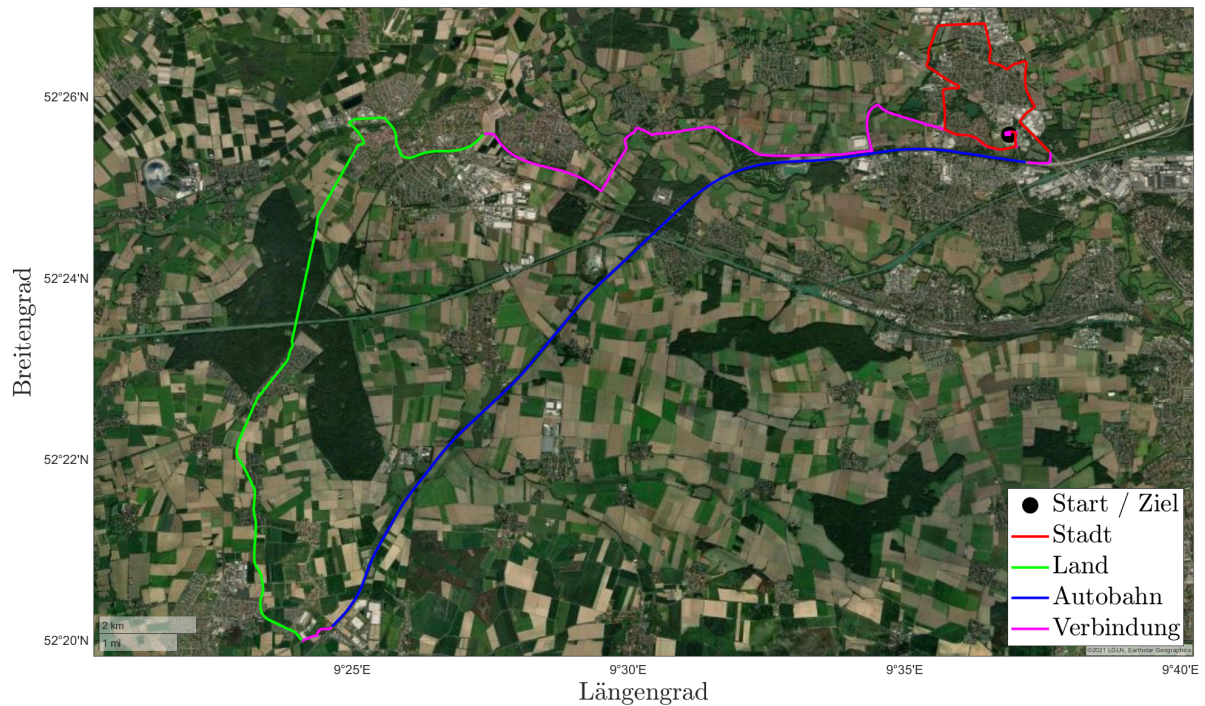 52°26'N
52°24'N
52°22'N
52°20'N
Breitengrad
9°25'E
9°30'E
9°35'E
9°40'E
Längengrad
2 km
1 mi
Start / Ziel
Stadt
Land
Autobahn
Verbindung
©2021 LGLN, Earthstar Geographics